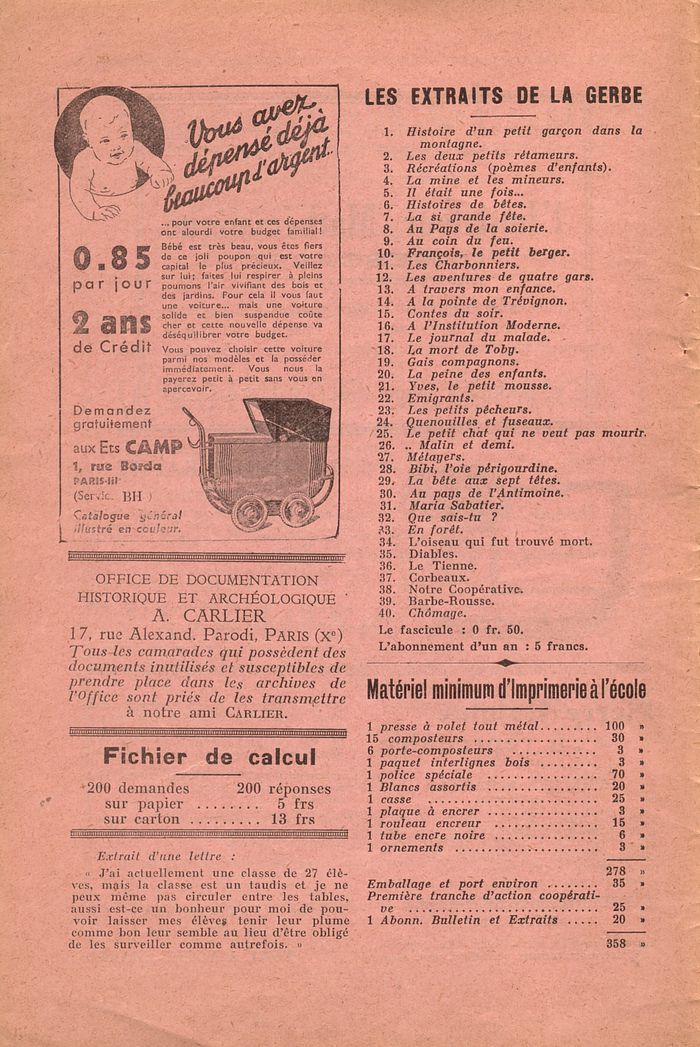 Vous avez
dépensé déjà
beaucoup d'argent..
... pour votre enfant et ces dépenses
ont alourdi votre budget familial !
0.85
par jour
2 ans
de Crédit
Bébé est très beau, vous êtes fiers
de ce joli poupon qui est votre
capital le plus précieux. Veillez
sur lui; faites lui respirer à pleins
poumons l'air vivifiant des bois et
des jardins. Pour cela il vous faut
une voiture... mais une voiture
solide et bien suspendue coûte
cher et cette nouvelle dépense va
déséquilibrer votre budget.
Vous pouvez choisir cette voiture
parmi nos modèles et la posséder
immédiatement. Vous nous la
payerez petit à petit sans vous en
apercevoir.
Demandez
gratuitement
aux Ets CAMP
1, rue Borda
PARIS-III
(Servic. BH )
Catalogue général
illustré en couleur.
OFFICE DE DOCUMENTATION
HISTORIQUE ET ARCHÉOLOGIQUE
A. CARLIER
17, rue Alexand. Parodi, PARIS (Xe)
Tous les camarades qui possèdent des
documents inutilisés et susceptibles de
prendre place dans les archives de
l'Office sont priés de les transmettre
à notre ami CARLIER.
Fichier de calcul
200 demandes 200 réponses
sur papier ........ 5 frs
sur carton ......... 13 frs
Extrait d'une lettre :
« J'ai actuellement une classe de 27 élè-
ves, mais la classe est un taudis et je ne
peux même pas circuler entre les tables,
aussi est-ce un bonheur pour moi de pou-
voir laisser mes élèves tenir leur plume
comme bon leur semble au lieu d'être obligé
de les surveiller comme autrefois. »
LES EXTRAITS DE LA GERBE
1. Histoire d'un petit garçon dans la
montagne.
2. Les deux petits rétameurs.
3. Récréations (poèmes d'enfants).
4. La mine et les mineurs.
5. Il était une fois...
6. Histoires de bêtes.
7. La si grande fête.
8. Au Pays de la soierie.
9. Au coin du feu.
10. François, le petit berger.
11. Les Charbonniers.
12. Les aventures de quatre gars.
13. A travers mon enfance.
14. A la pointe de Trévignon.
15. Contes du soir.
16. A l'Institution Moderne.
17. Le journal du malade.
18. La mort de Toby.
19. Gais compagnons.
20. La peine des enfants.
21. Yves, le petit mousse.
22. Emigrants.
23. Les petits pêcheurs.
24. Quenouilles et fuseaux.
25. Le petit chat qui ne veut pas mourir.
26. .. Malin et demi.
27. Métayers.
28. Bibi, l'oie périgourdine.
29. La bête aux sept têtes.
30. Au pays de l'Antimoine.
31. Maria Sabatier.
32. Que sais-tu ?
33. En forêt.
34. L'oiseau qui fut trouvé mort.
35. Diables.
36. Le Tienne.
37. Corbeaux.
38. Notre Coopérative.
39. Barbe-Rousse.
40. Chômage.
Le fascicule : 0 fr. 50.
L'abonnement d'un an : 5 francs.
Matériel minimum d'Imprimerie à l'école
1 presse à volet tout métal......... 100 »
15 composteurs .................. 30 »
6 porte-composteurs ............. 3 »
1 paquet interlignes bois ............. 3 »
1 police spéciale ................ 70 »
1 Blancs assortis ................. 20 »
1 casse .......................... 25 »
1 plaque à encrer ................. 3 »
1 rouleau encreur ................. 15 »
1 tube encre noire ................ 6 »
1 ornements ...................... 3 »
278 »
Emballage et port environ ........ 35 »
Première tranche d'action coopérati-
ve .......................... 25 »
1 Abonn. Bulletin et Extraits ..... 20 »
358 »